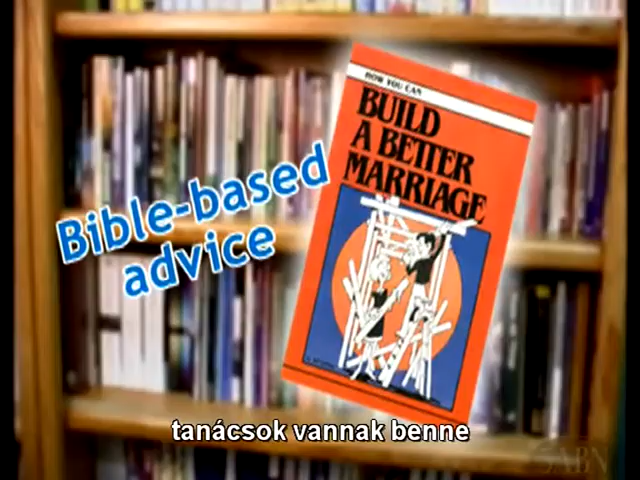 HOW YOU CAN
BUILD
A BETTER
MARRIAGE
Bible-based
advice
tanácsok vannak benne